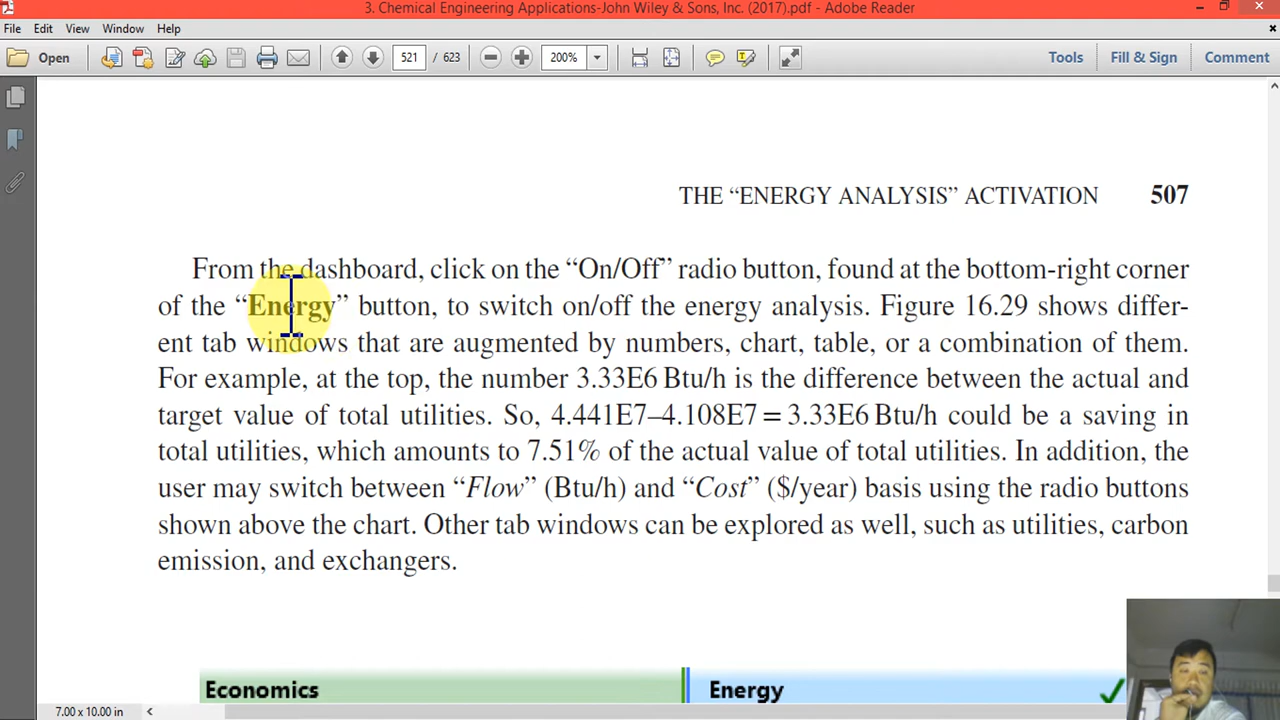 3. Chemical Engineering Applications-John Wiley & Sons, Inc. (2017).pdf - Adobe Reader
File Edit View Window Help
Open 521 / 623 200% Tools Fill & Sign Comment
THE “ENERGY ANALYSIS” ACTIVATION 507
From the dashboard, click on the “On/Off” radio button, found at the bottom-right corner
of the “Energy” button, to switch on/off the energy analysis. Figure 16.29 shows differ-
ent tab windows that are augmented by numbers, chart, table, or a combination of them.
For example, at the top, the number 3.33E6 Btu/h is the difference between the actual and
target value of total utilities. So, 4.441E7–4.108E7 = 3.33E6 Btu/h could be a saving in
total utilities, which amounts to 7.51% of the actual value of total utilities. In addition, the
user may switch between “Flow” (Btu/h) and “Cost” ($/year) basis using the radio buttons
shown above the chart. Other tab windows can be explored as well, such as utilities, carbon
emission, and exchangers.
Economics Energy
7.00 x 10.00 in